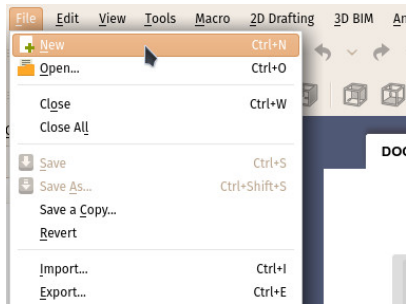 File Edit View Tools Macro 2D Drafting 3D BIM
New Ctrl+N
Open... Ctrl+O
Close Ctrl+W
Close All
Save Ctrl+S
Save As... Ctrl+Shift+S
Save a Copy...
Revert
Import... Ctrl+I
Export... Ctrl+E
DOC